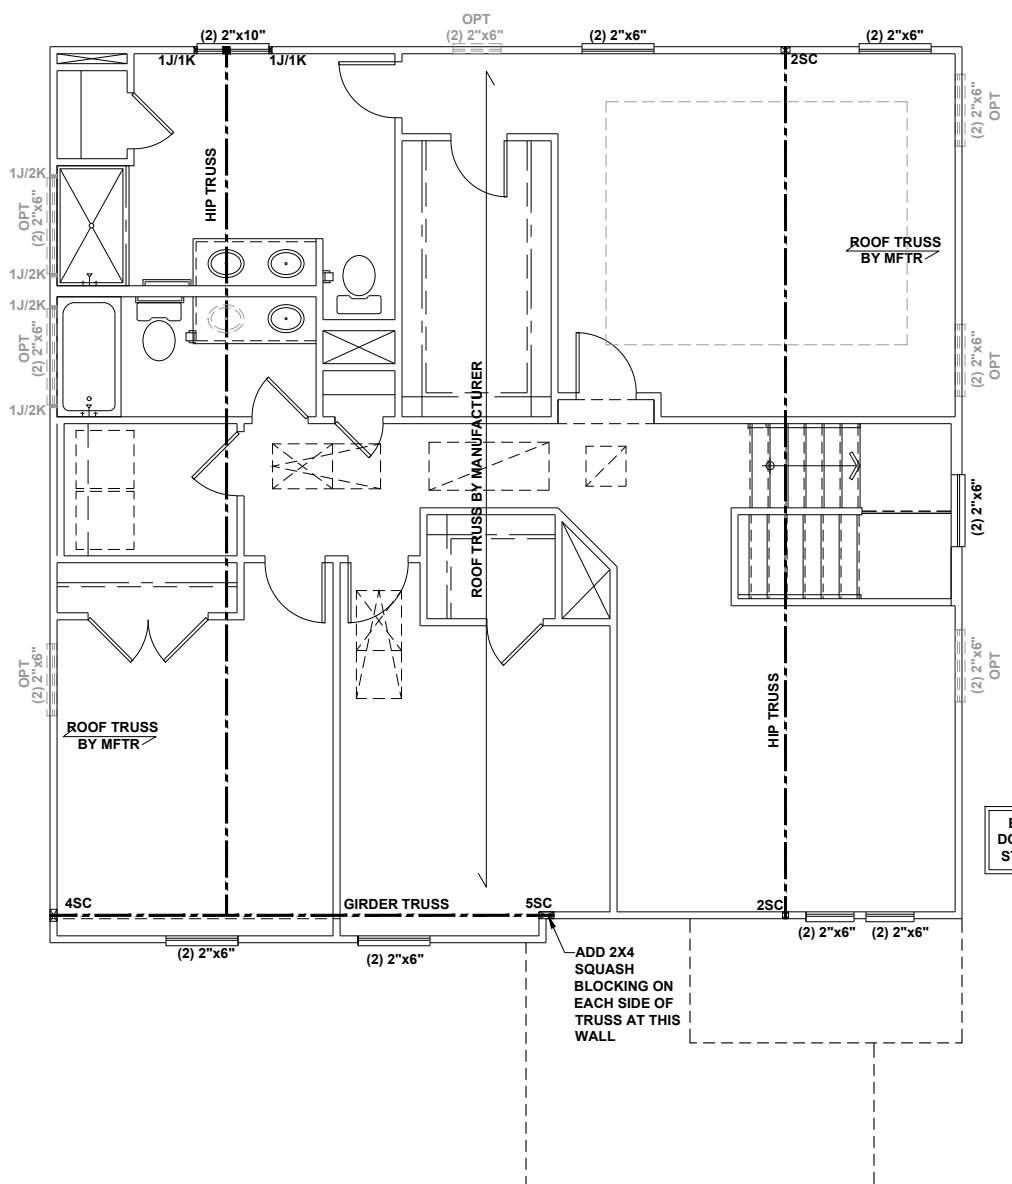 OPT
(2) 2"x10"
(2) 2"x6"
(2) 2"x6"
(2) 2"x6"
1J/1K
1J/1K
2SC
(2) 2"x6"
OPT
HIP TRUSS
1J/2K
OPT
(2) 2"x6"
1J/2K
ROOF TRUSS
BY MFTR
1J/2K
OPT
(2) 2"x6"
1J/2K
(2) 2"x6"
OPT
ROOF TRUSS BY MANUFACTURER
(2) 2"x6"
OPT
(2) 2"x6"
(2) 2"x6"
OPT
HIP TRUSS
ROOF TRUSS
BY MFTR
4SC
GIRDER TRUSS
5SC
2SC
(2) 2"x6"
(2) 2"x6"
(2) 2"x6"
(2) 2"x6"
ADD 2X4
SQUASH
BLOCKING ON
EACH SIDE OF
TRUSS AT THIS
WALL